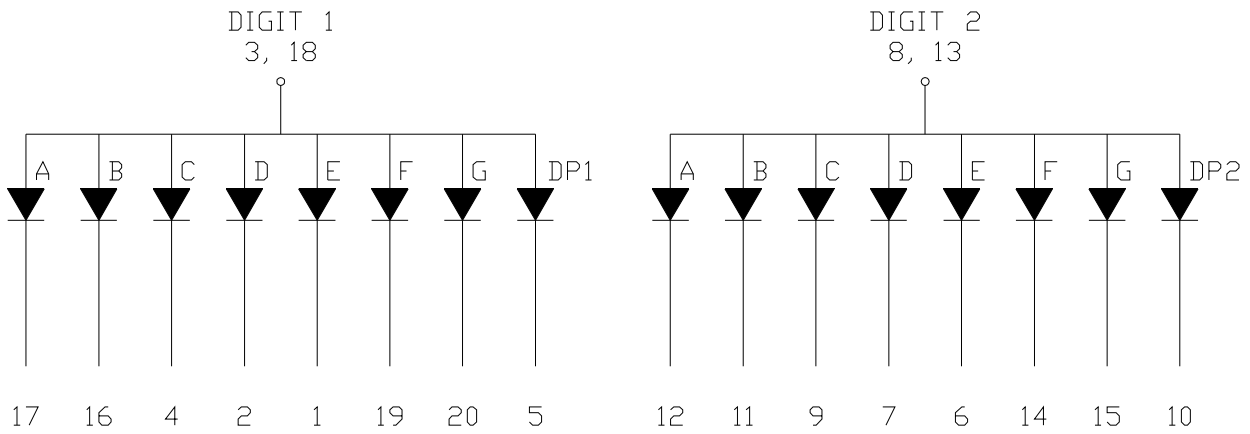 DIGIT 1
3, 18
A B C D E F G DP1
17 16 4 2 1 19 20 5
DIGIT 2
8, 13
A B C D E F G DP2
12 11 9 7 6 14 15 10